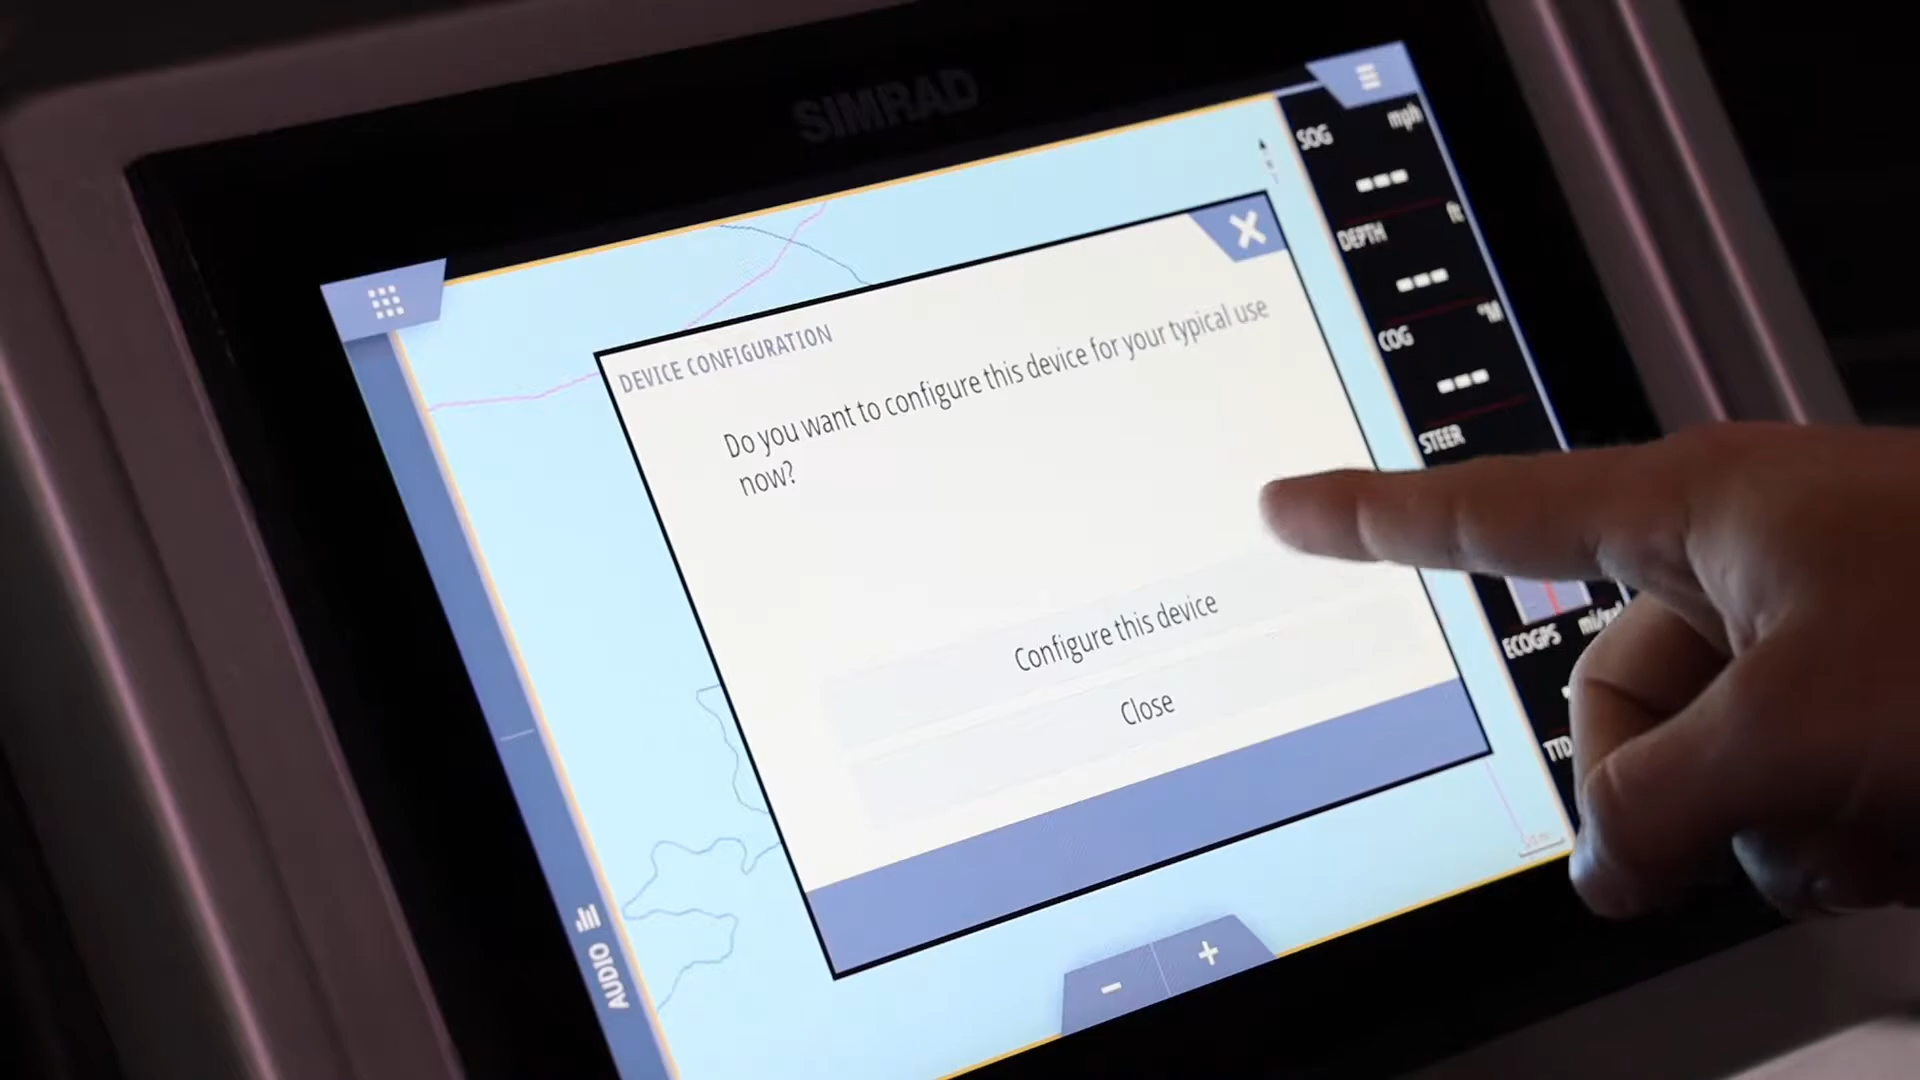 SIMRAD
SOG mph
---
DEPTH ft
---
COG °M
---
STEER
ECOGPS
TTD
DEVICE CONFIGURATION
Do you want to configure this device for your typical use
now?
Configure this device
Close
AUDIO
- +